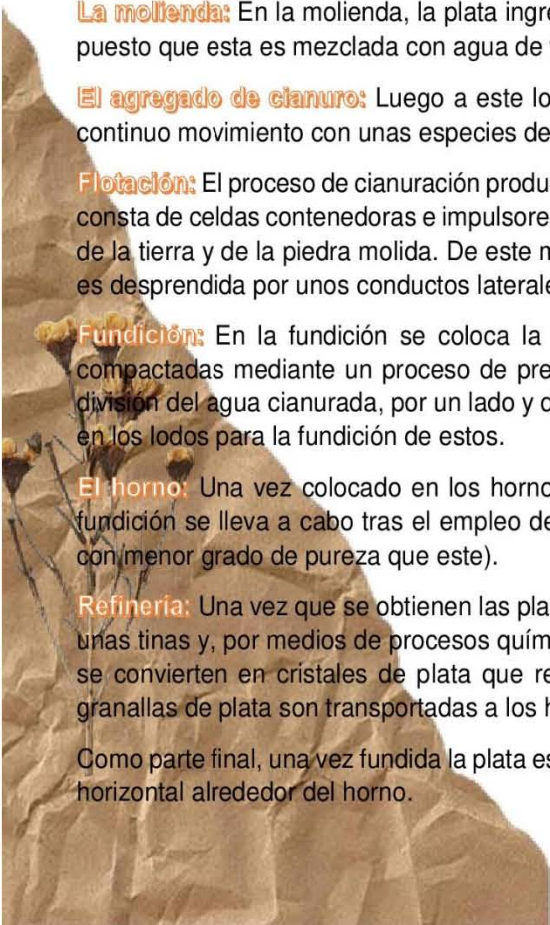 La molienda: En la molienda, la plata ingre
puesto que esta es mezclada con agua de
El agregado de cianuro: Luego a este lo
continuo movimiento con unas especies de
Flotación: El proceso de cianuración produ
consta de celdas contenedoras e impulsore
de la tierra y de la piedra molida. De este m
es desprendida por unos conductos laterale
Fundición: En la fundición se coloca la
compactadas mediante un proceso de pre
división del agua cianurada, por un lado y d
en los lodos para la fundición de estos.
El horno: Una vez colocado en los horno
fundición se lleva a cabo tras el empleo de
con menor grado de pureza que este).
Refinería: Una vez que se obtienen las pla
unas tinas y, por medios de procesos quím
se convierten en cristales de plata que re
granallas de plata son transportadas a los h
Como parte final, una vez fundida la plata es
horizontal alrededor del horno.